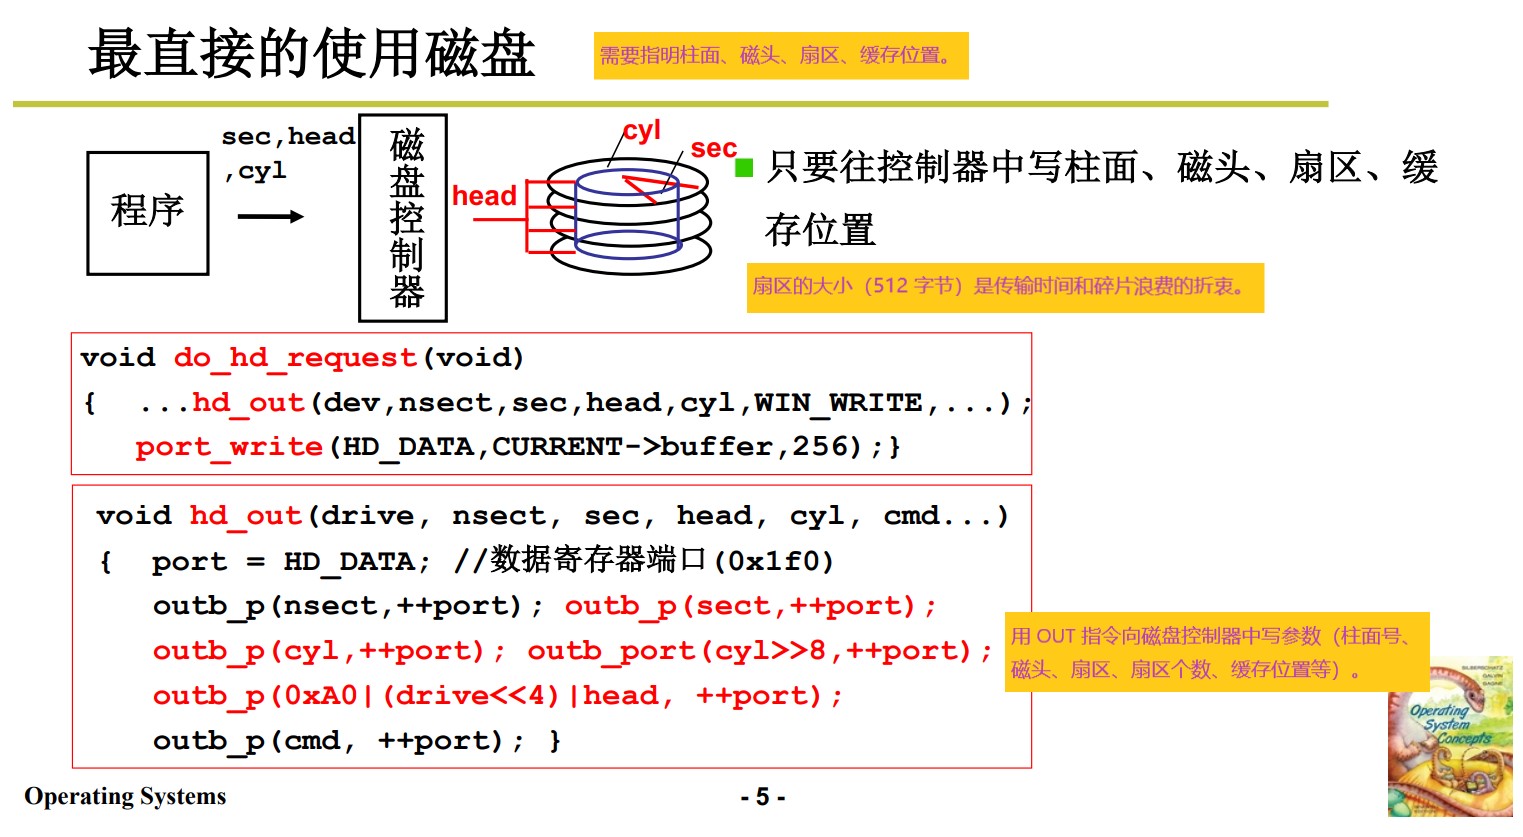 最直接的使用磁盘
需要指明柱面、磁头、扇区、缓存位置。
程序
sec,head
,cyl
磁盘控制器
head
cyl
sec
只要往控制器中写柱面、磁头、扇区、缓
存位置
扇区的大小（512 字节）是传输时间和碎片浪费的折衷。
void do_hd_request(void)
{  ...hd_out(dev,nsect,sec,head,cyl,WIN_WRITE,...);
port_write(HD_DATA,CURRENT->buffer,256);}
void hd_out(drive, nsect, sec, head, cyl, cmd...)
{  port = HD_DATA; //数据寄存器端口(0x1f0)
outb_p(nsect,++port); outb_p(sect,++port);
outb_p(cyl,++port); outb_port(cyl>>8,++port);
outb_p(0xA0|(drive<<4)|head, ++port);
outb_p(cmd, ++port); }
用 OUT 指令向磁盘控制器中写参数（柱面号、
磁头、扇区、扇区个数、缓存位置等）。
SILBERSCHATZ
GALVIN
GAGNE
Operating
System
Concepts
Operating Systems
- 5 -